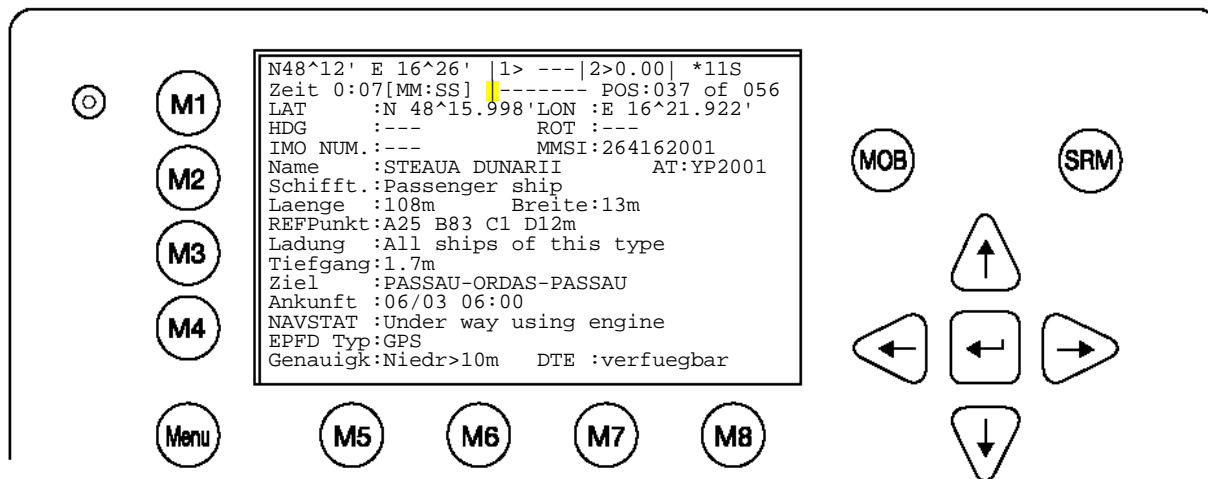 N48^12' E 16^26' |1> ---|2>0.00| *11S
Zeit 0:07[MM:SS] |------- POS:037 of 056
LAT :N 48^15.998'LON :E 16^21.922'
HDG :--- ROT :---
IMO NUM.:--- MMSI:264162001
Name :STEAUA DUNARII AT:YP2001
Schifft.:Passenger ship
Laenge :108m Breite:13m
REFPunkt:A25 B83 C1 D12m
Ladung :All ships of this type
Tiefgang:1.7m
Ziel :PASSAU-ORDAS-PASSAU
Ankunft :06/03 06:00
NAVSTAT :Under way using engine
EPFD Typ:GPS
Genauigk:Niedr>10m DTE :verfuegbar
M1
M2
M3
M4
Menu
M5
M6
M7
M8
MOB
SRM